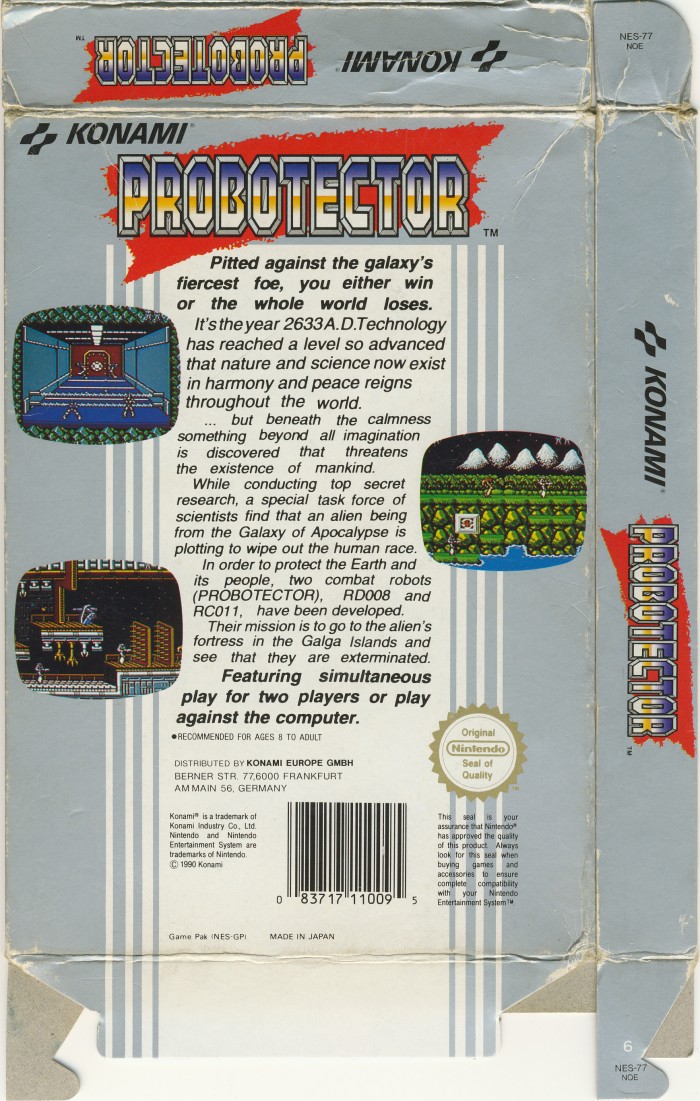 PROBOTECTOR™
KONAMI®
NES-77
NOE
KONAMI®
PROBOTECTOR™
Pitted against the galaxy's
fiercest foe, you either win
or the whole world loses.
It's the year 2633 A.D. Technology
has reached a level so advanced
that nature and science now exist
in harmony and peace reigns
throughout the world.
... but beneath the calmness
something beyond all imagination
is discovered that threatens
the existence of mankind.
While conducting top secret
research, a special task force of
scientists find that an alien being
from the Galaxy of Apocalypse is
plotting to wipe out the human race.
In order to protect the Earth and
its people, two combat robots
(PROBOTECTOR), RD008 and
RC011, have been developed.
Their mission is to go to the alien's
fortress in the Galga Islands and
see that they are exterminated.
Featuring simultaneous
play for two players or play
against the computer.
●RECOMMENDED FOR AGES 8 TO ADULT
DISTRIBUTED BY KONAMI EUROPE GMBH
BERNER STR. 77,6000 FRANKFURT
AM MAIN 56, GERMANY
Original
Nintendo
Seal of
Quality
TM
Konami® is a trademark of
Konami Industry Co., Ltd.
Nintendo and Nintendo
Entertainment System are
trademarks of Nintendo.
© 1990 Konami
0 83717 11009 5
This seal is your
assurance that Nintendo®
has approved the quality
of this product. Always
look for this seal when
buying games and
accessories to ensure
complete compatibility
with your Nintendo
Entertainment System™
Game Pak (NES-GP)
MADE IN JAPAN
KONAMI®
PROBOTECTOR™
6
NES-77
NOE